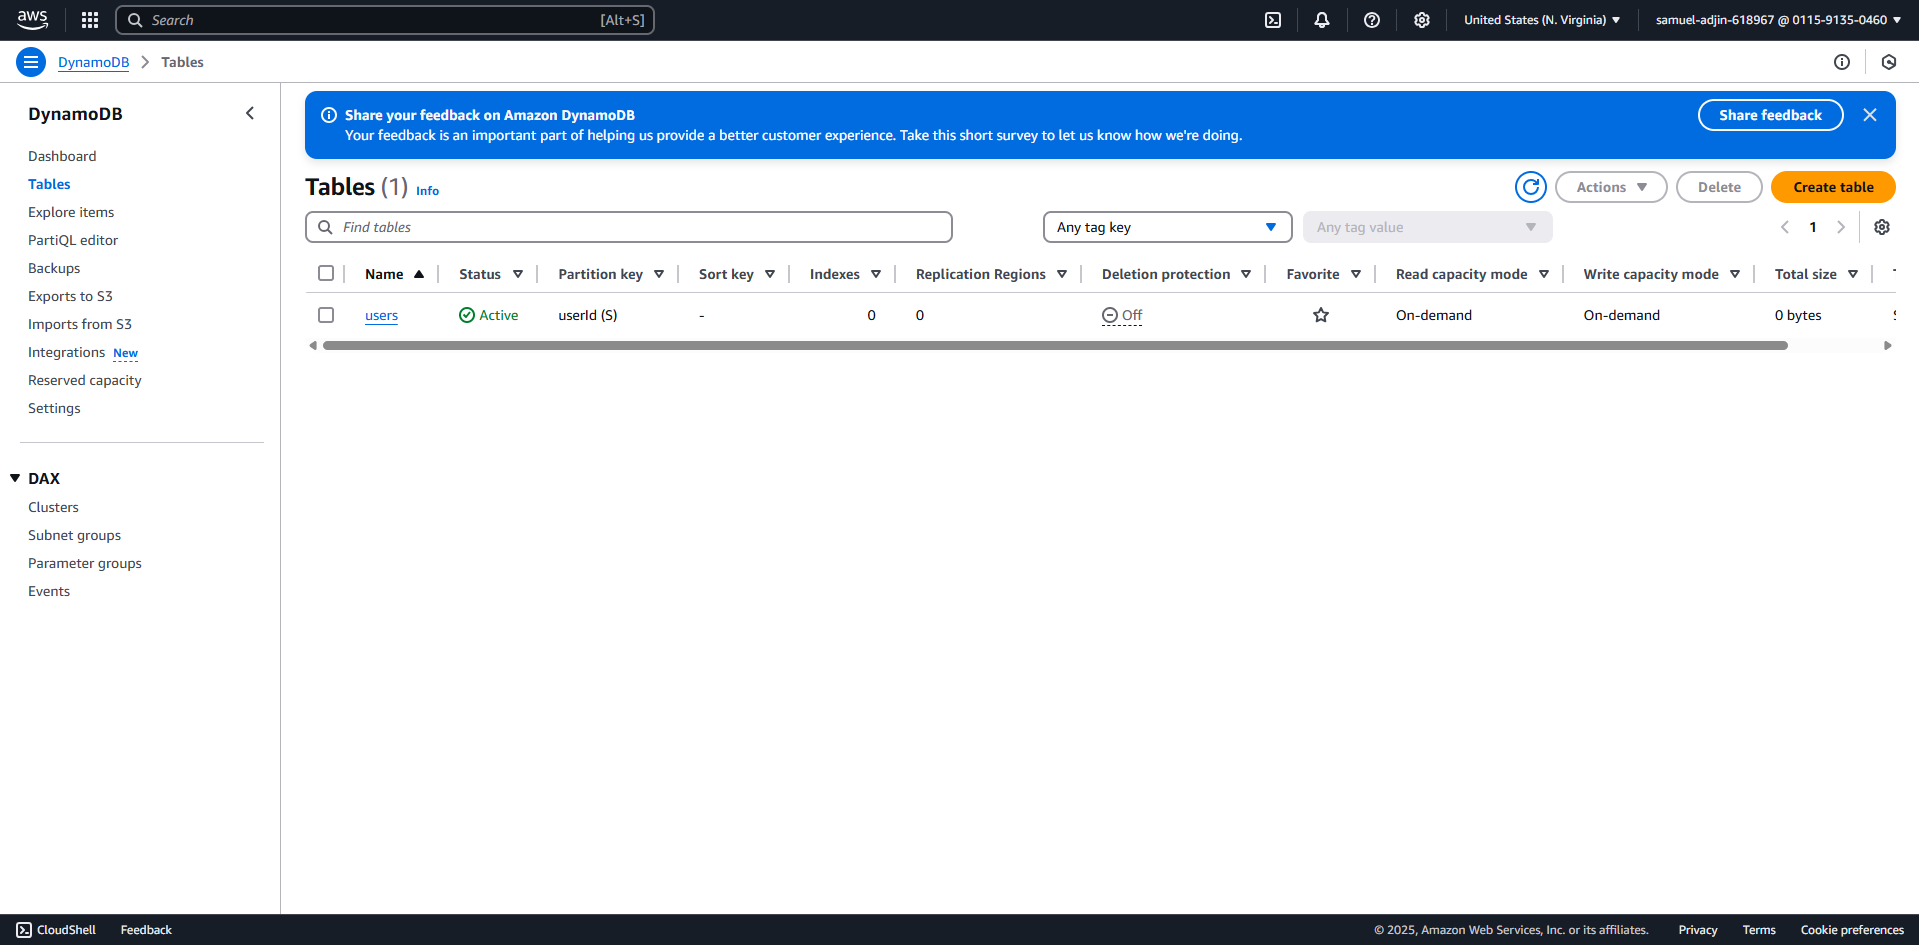 aws
Search [Alt+S]
United States (N. Virginia)
samuel-adjin-618967 @ 0115-9135-0460
DynamoDB
Tables
DynamoDB
Dashboard
Tables
Explore items
PartiQL editor
Backups
Exports to S3
Imports from S3
Integrations New
Reserved capacity
Settings
DAX
Clusters
Subnet groups
Parameter groups
Events
Share your feedback on Amazon DynamoDB
Your feedback is an important part of helping us provide a better customer experience. Take this short survey to let us know how we're doing.
Share feedback
Tables (1) Info
Actions
Delete
Create table
Find tables
Any tag key
Any tag value
1
Name Status Partition key Sort key Indexes Replication Regions Deletion protection Favorite Read capacity mode Write capacity mode Total size
users Active userId (S) - 0 0 Off On-demand On-demand 0 bytes
CloudShell
Feedback
© 2025, Amazon Web Services, Inc. or its affiliates.
Privacy
Terms
Cookie preferences